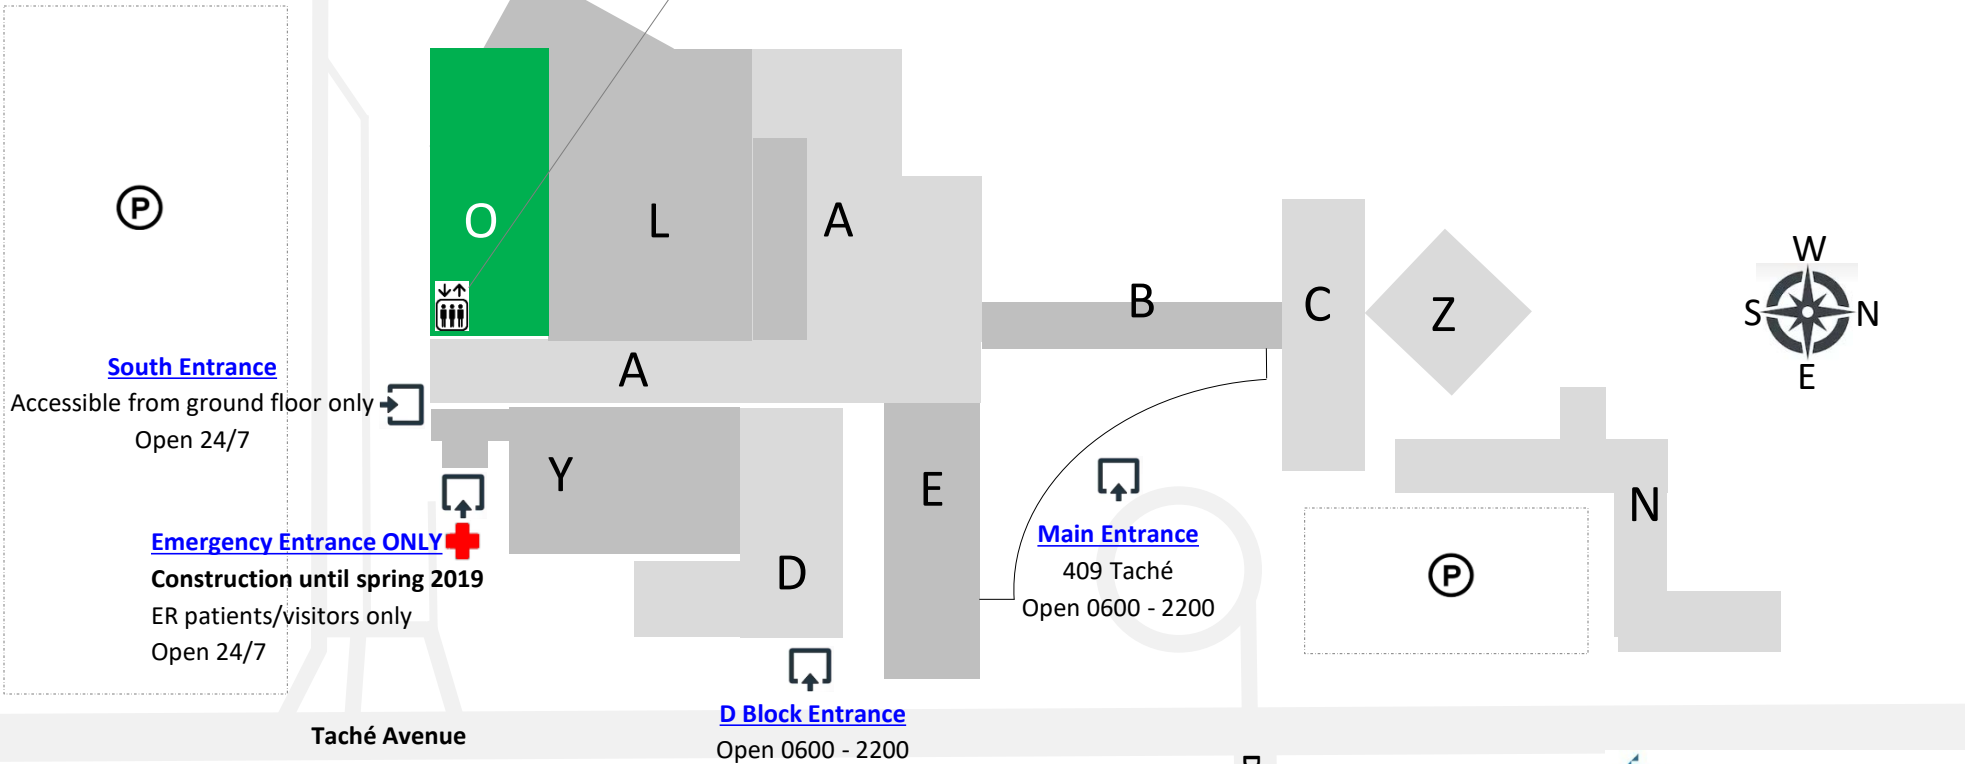 P
O
L
A
B
C
Z
W
S
N
E
South Entrance
Accessible from ground floor only
Open 24/7
A
Y
E
D
N
P
Emergency Entrance ONLY
Construction until spring 2019
ER patients/visitors only
Open 24/7
Main Entrance
409 Taché
Open 0600 - 2200
D Block Entrance
Open 0600 - 2200
Taché Avenue